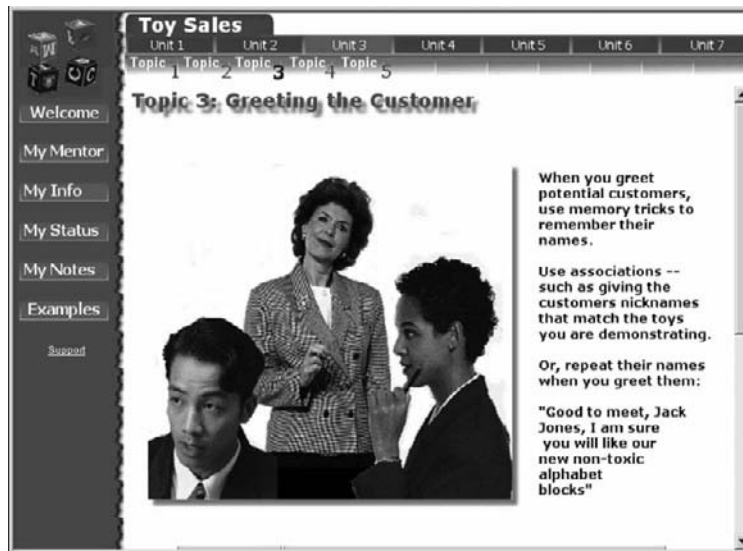 Toy Sales
Unit 1 Unit 2 Unit 3 Unit 4 Unit 5 Unit 6 Unit 7
Topic 1 Topic 2 Topic 3 Topic 4 Topic 5
Topic 3: Greeting the Customer
Welcome
My Mentor
My Info
My Status
My Notes
Examples
Support
When you greet
potential customers,
use memory tricks to
remember their
names.
Use associations --
such as giving the
customers nicknames
that match the toys
you are demonstrating.
Or, repeat their names
when you greet them:
"Good to meet, Jack
Jones, I am sure
you will like our
new non-toxic
alphabet
blocks"